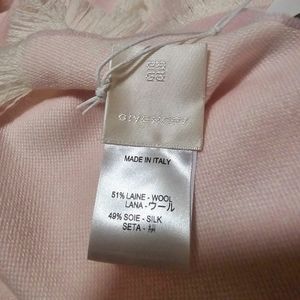 GIVENCHY
MADE IN ITALY
51% LAINE - WOOL
LANA - ウール
49% SOIE - SILK
SETA - 絹